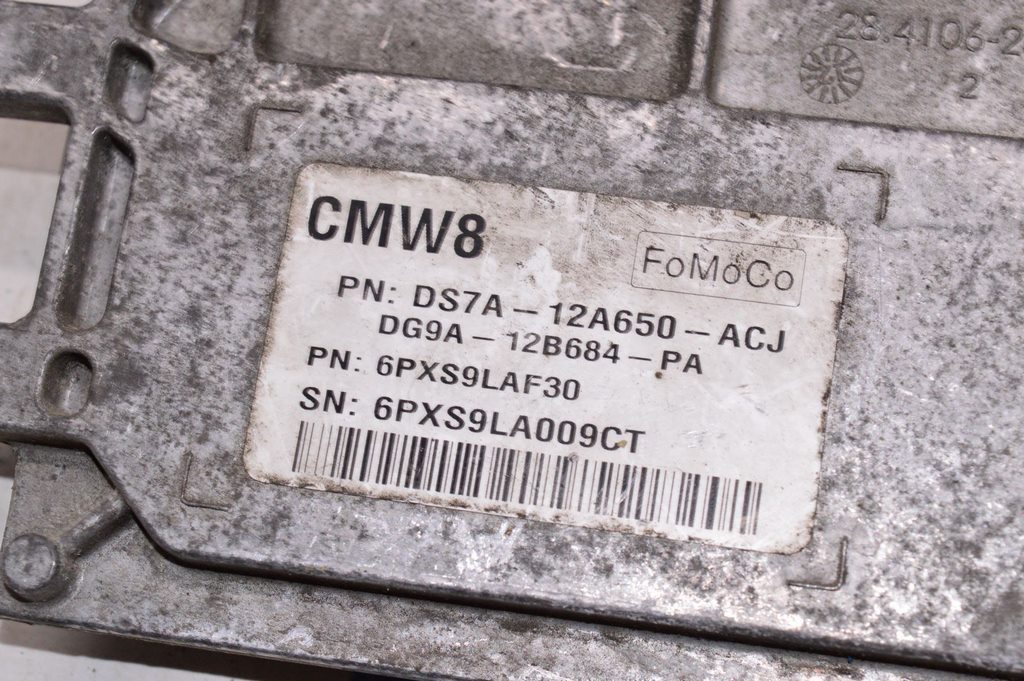 28.4106-2
2
CMW8
FoMoCo
PN: DS7A-12A650-ACJ
DG9A-12B684-PA
PN: 6PXS9LAF30
SN: 6PXS9LA009CT